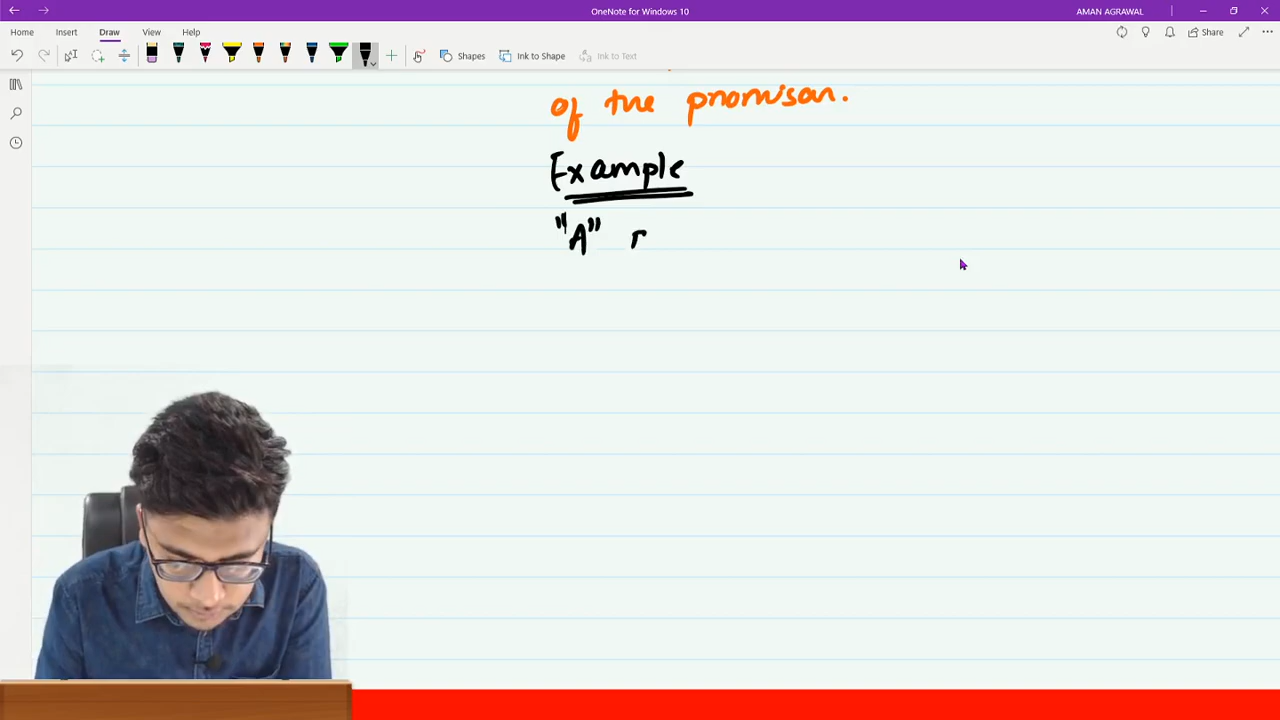 OneNote for Windows 10
AMAN AGRAWAL
Home Insert Draw View Help
Share
Shapes Ink to Shape Ink to Text
of the promisor.
Example
"A" r